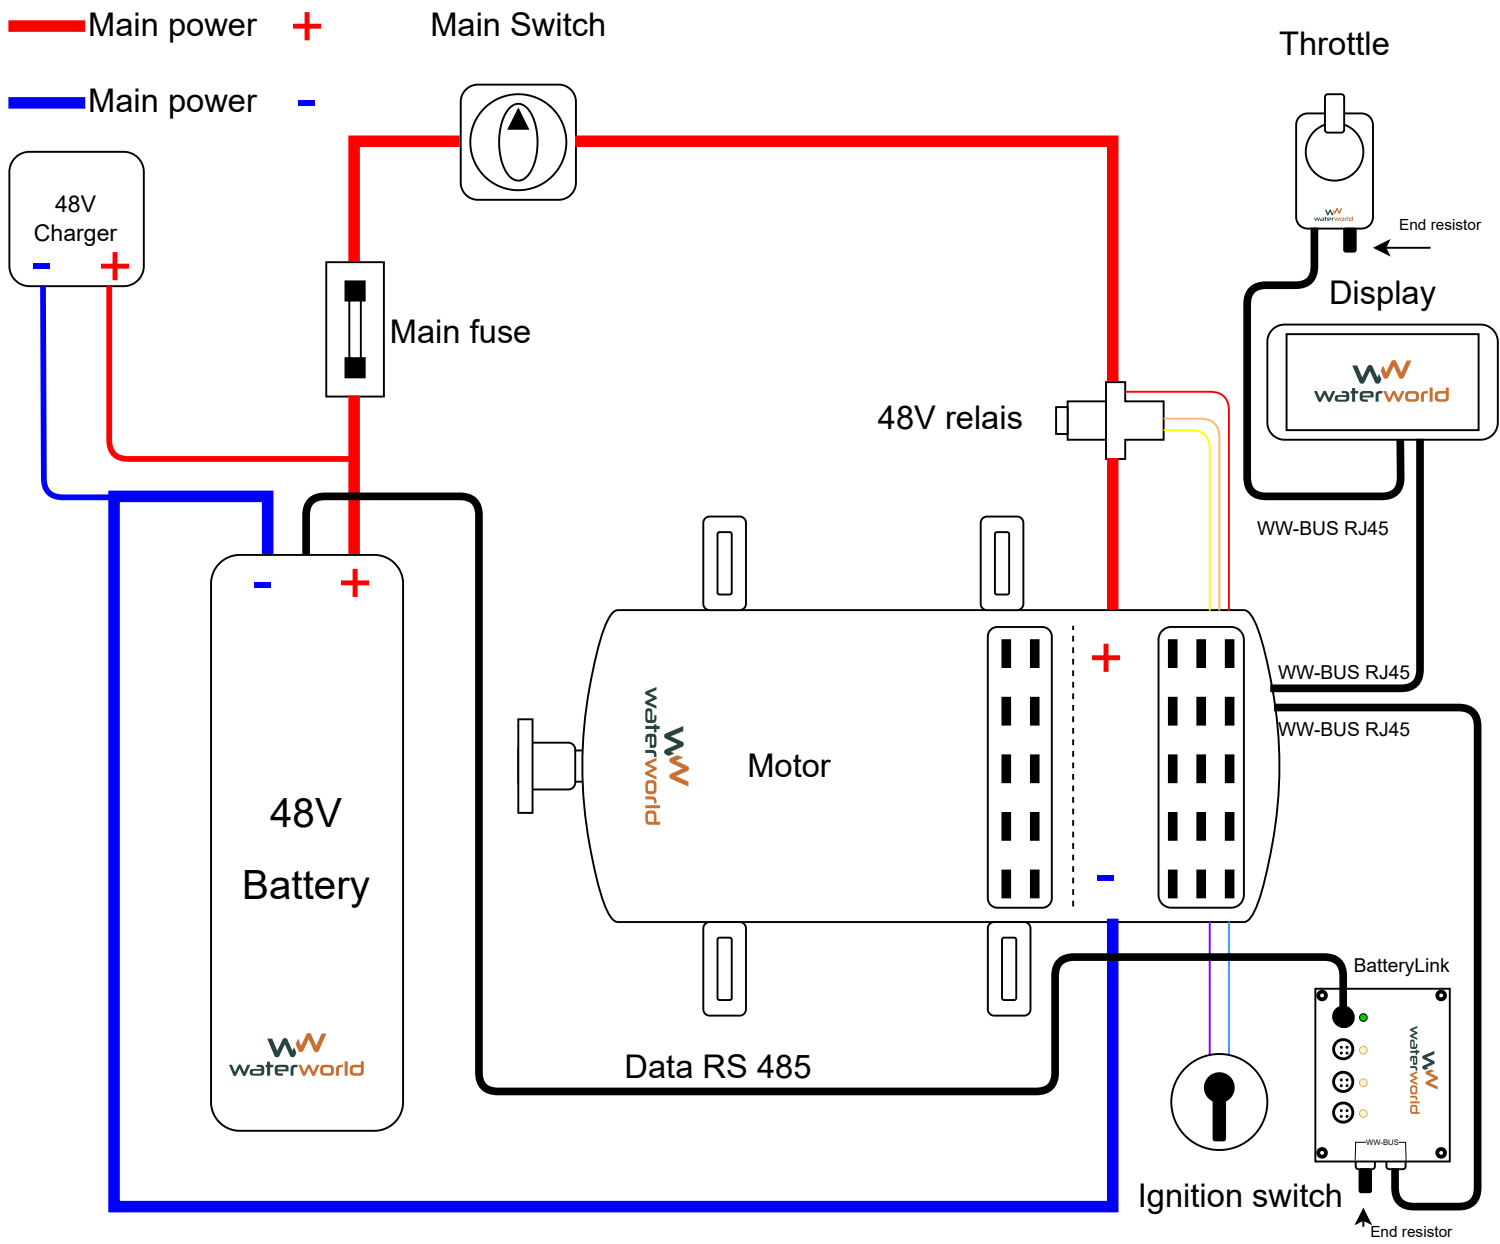 Main power +
Main Switch
Throttle
Main power -
48V
Charger
- +
waterworld
End resistor
Display
Main fuse
waterworld
48V relais
WW-BUS RJ45
- +
+
WW-BUS RJ45
WW-BUS RJ45
waterworld
Motor
48V
Battery
-
waterworld
BatteryLink
Data RS 485
waterworld
WW-BUS
Ignition switch
End resistor